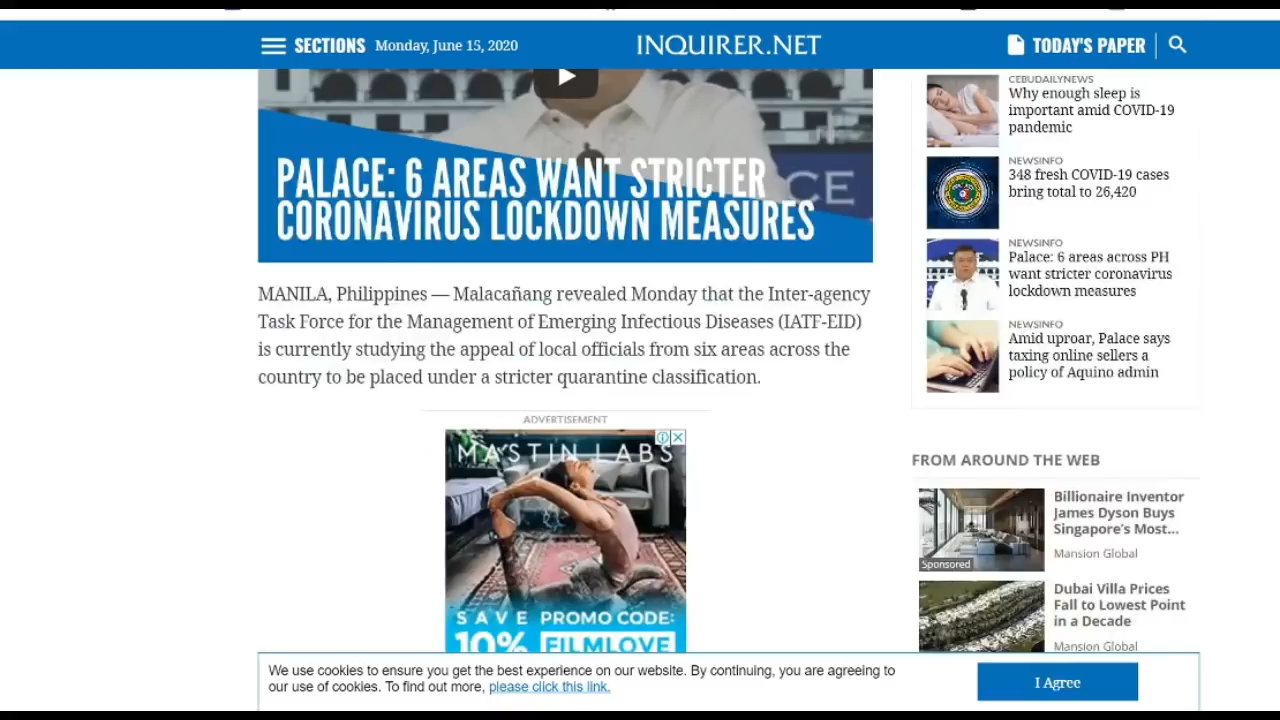 SECTIONS Monday, June 15, 2020 INQUIRER.NET TODAY'S PAPER
PALACE: 6 AREAS WANT STRICTER
CORONAVIRUS LOCKDOWN MEASURES
CE
MANILA, Philippines — Malacañang revealed Monday that the Inter-agency
Task Force for the Management of Emerging Infectious Diseases (IATF-EID)
is currently studying the appeal of local officials from six areas across the
country to be placed under a stricter quarantine classification.
ADVERTISEMENT
MASTIN LABS
SAVE PROMO CODE:
10% FILMLOVE
CEBUDAILYNEWS
Why enough sleep is
important amid COVID-19
pandemic
NEWSINFO
348 fresh COVID-19 cases
bring total to 26,420
NEWSINFO
Palace: 6 areas across PH
want stricter coronavirus
lockdown measures
NEWSINFO
Amid uproar, Palace says
taxing online sellers a
policy of Aquino admin
FROM AROUND THE WEB
Billionaire Inventor
James Dyson Buys
Singapore's Most...
Mansion Global
Sponsored
Dubai Villa Prices
Fall to Lowest Point
in a Decade
Mansion Global
We use cookies to ensure you get the best experience on our website. By continuing, you are agreeing to
our use of cookies. To find out more, please click this link.
I Agree